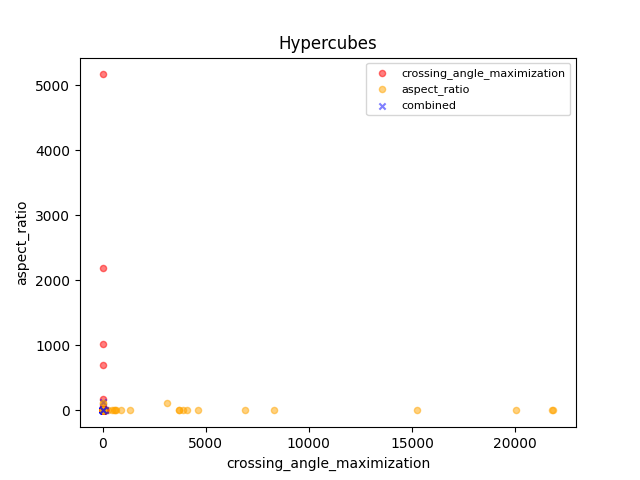 Hypercubes
crossing_angle_maximization
aspect_ratio
combined
aspect_ratio
5000
4000
3000
2000
1000
0
0 5000 10000 15000 20000
crossing_angle_maximization